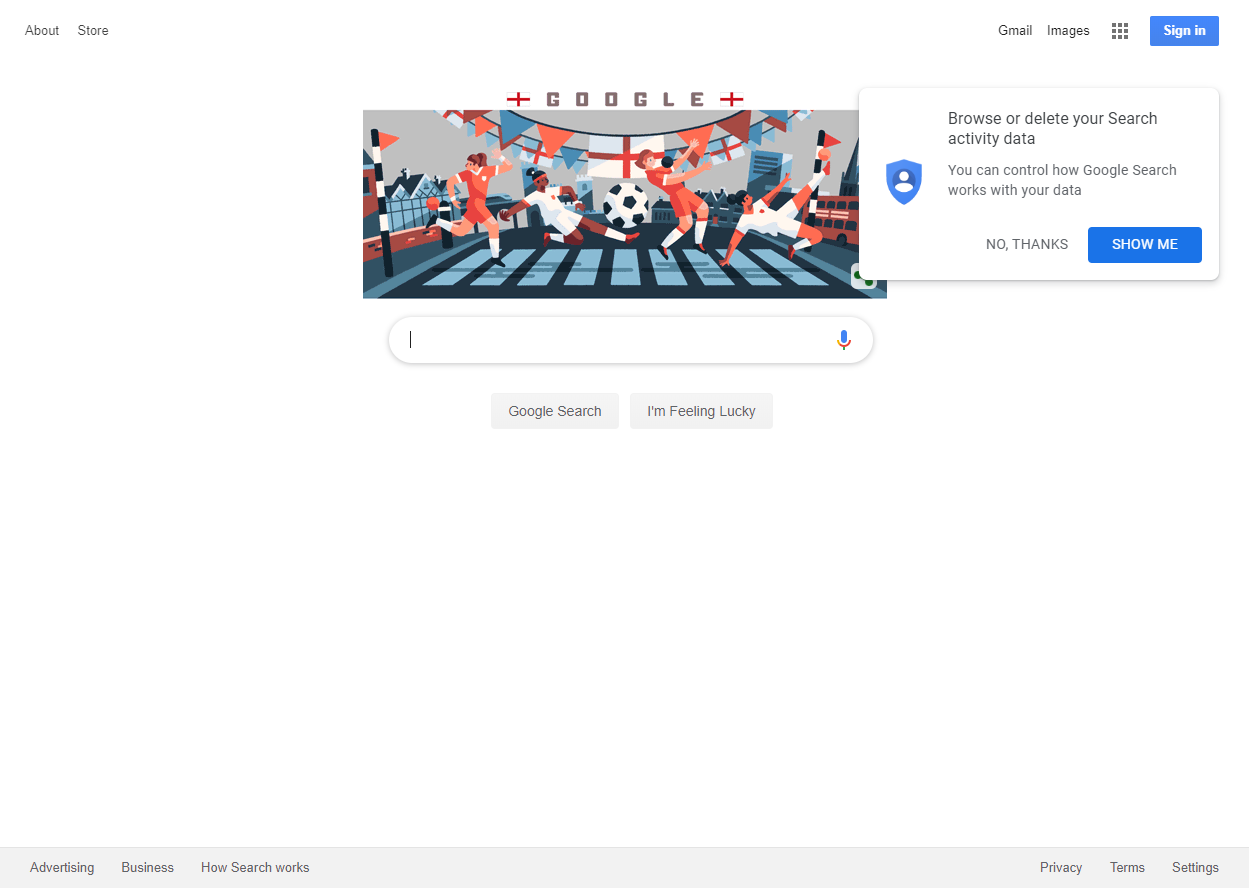 About Store
Gmail Images Sign in
GOOGLE
Browse or delete your Search
activity data
You can control how Google Search
works with your data
NO, THANKS SHOW ME
Google Search I'm Feeling Lucky
Advertising Business How Search works
Privacy Terms Settings